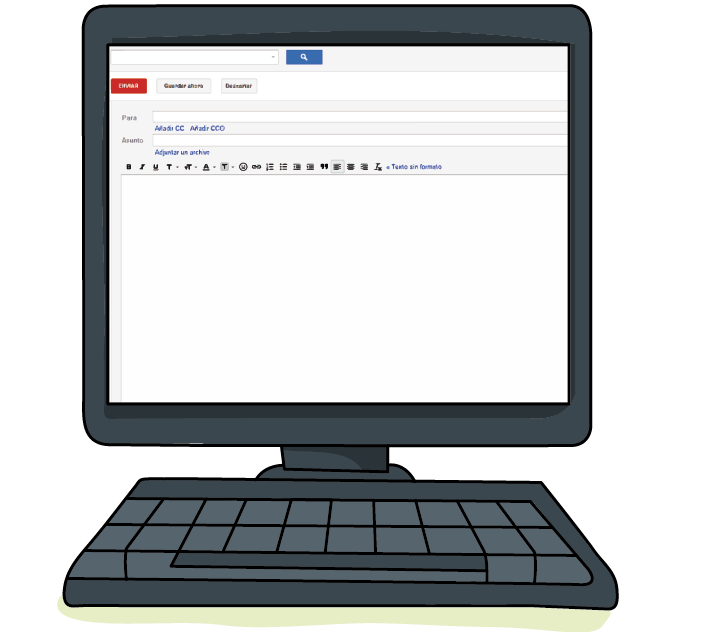 ENVIAR Guardar ahora Descartar
Para
Añadir CC Añadir CCO
Asunto
Adjuntar un archivo
B I U T T A T « Texto sin formato